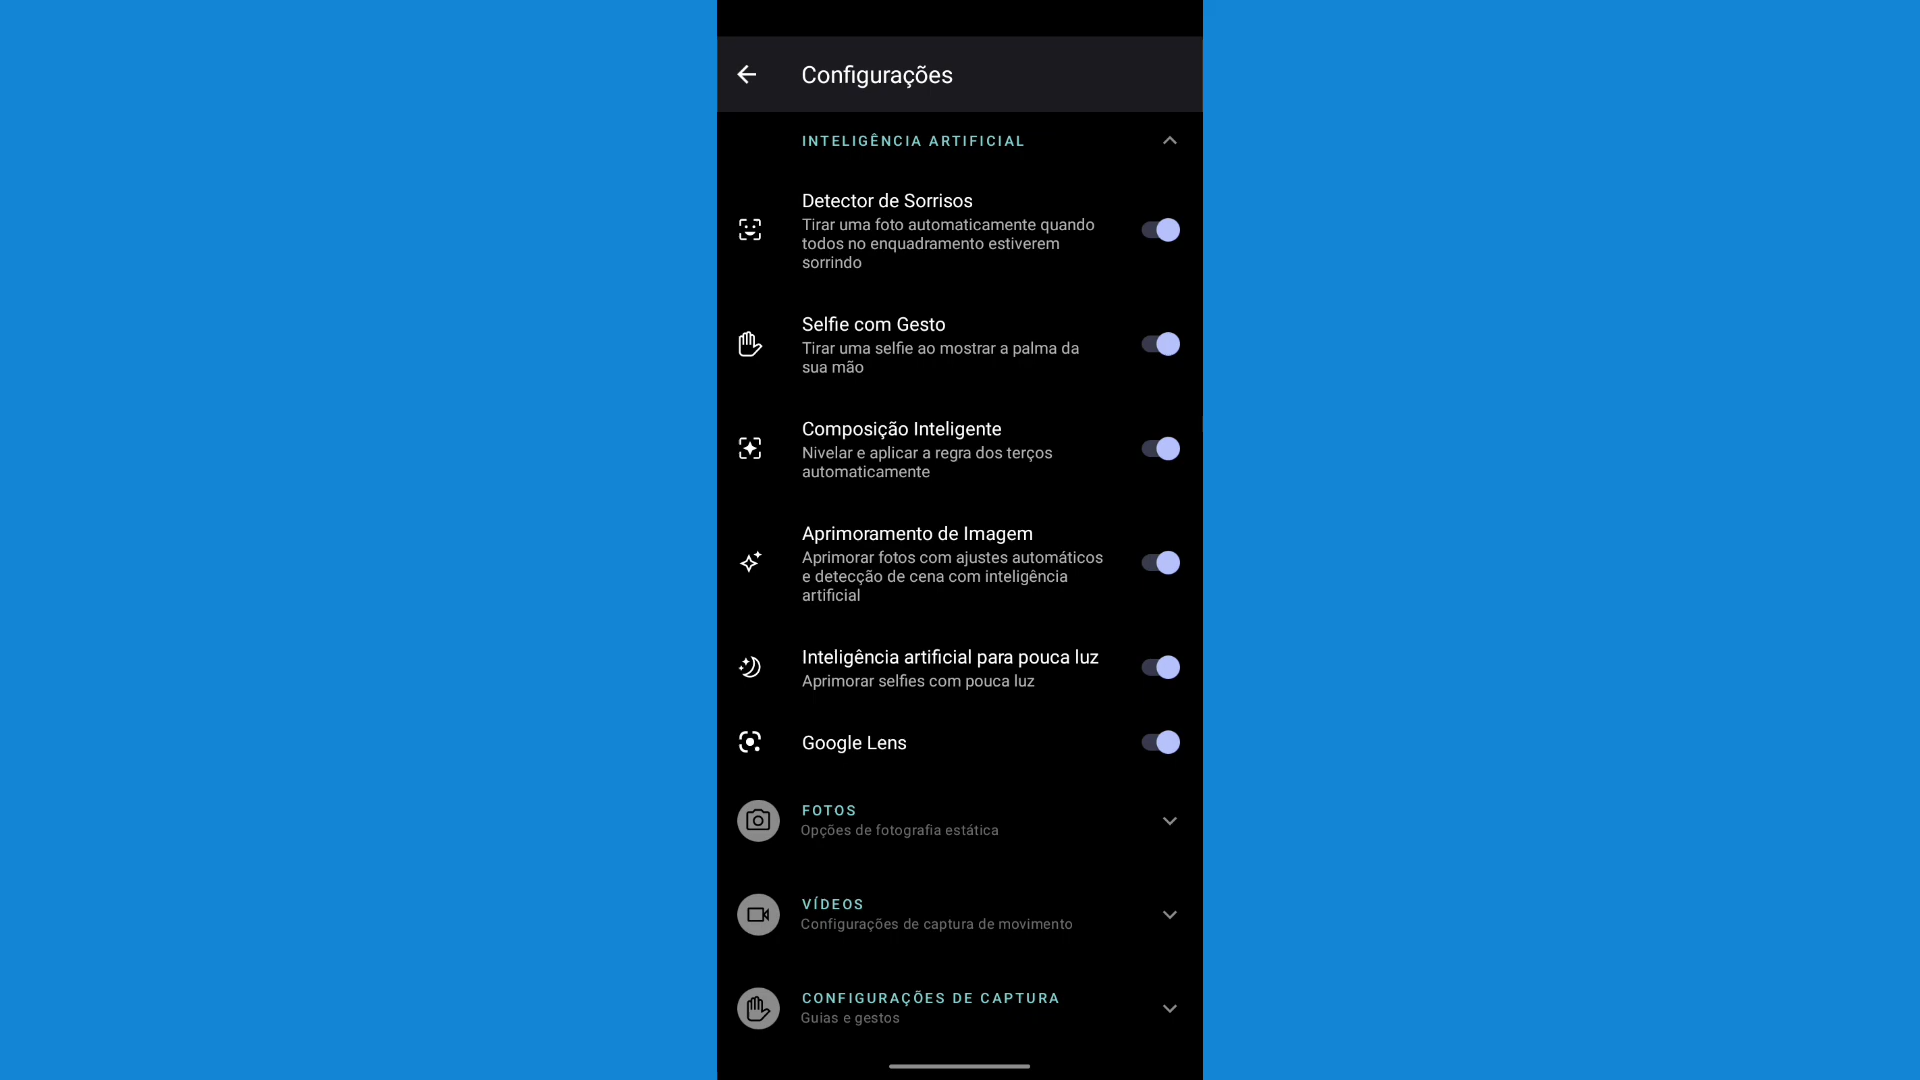 Configurações
INTELIGÊNCIA ARTIFICIAL
Detector de Sorrisos
Tirar uma foto automaticamente quando
todos no enquadramento estiverem
sorrindo
Selfie com Gesto
Tirar uma selfie ao mostrar a palma da
sua mão
Composição Inteligente
Nivelar e aplicar a regra dos terços
automaticamente
Aprimoramento de Imagem
Aprimorar fotos com ajustes automáticos
e detecção de cena com inteligência
artificial
Inteligência artificial para pouca luz
Aprimorar selfies com pouca luz
Google Lens
FOTOS
Opções de fotografia estática
VÍDEOS
Configurações de captura de movimento
CONFIGURAÇÕES DE CAPTURA
Guias e gestos